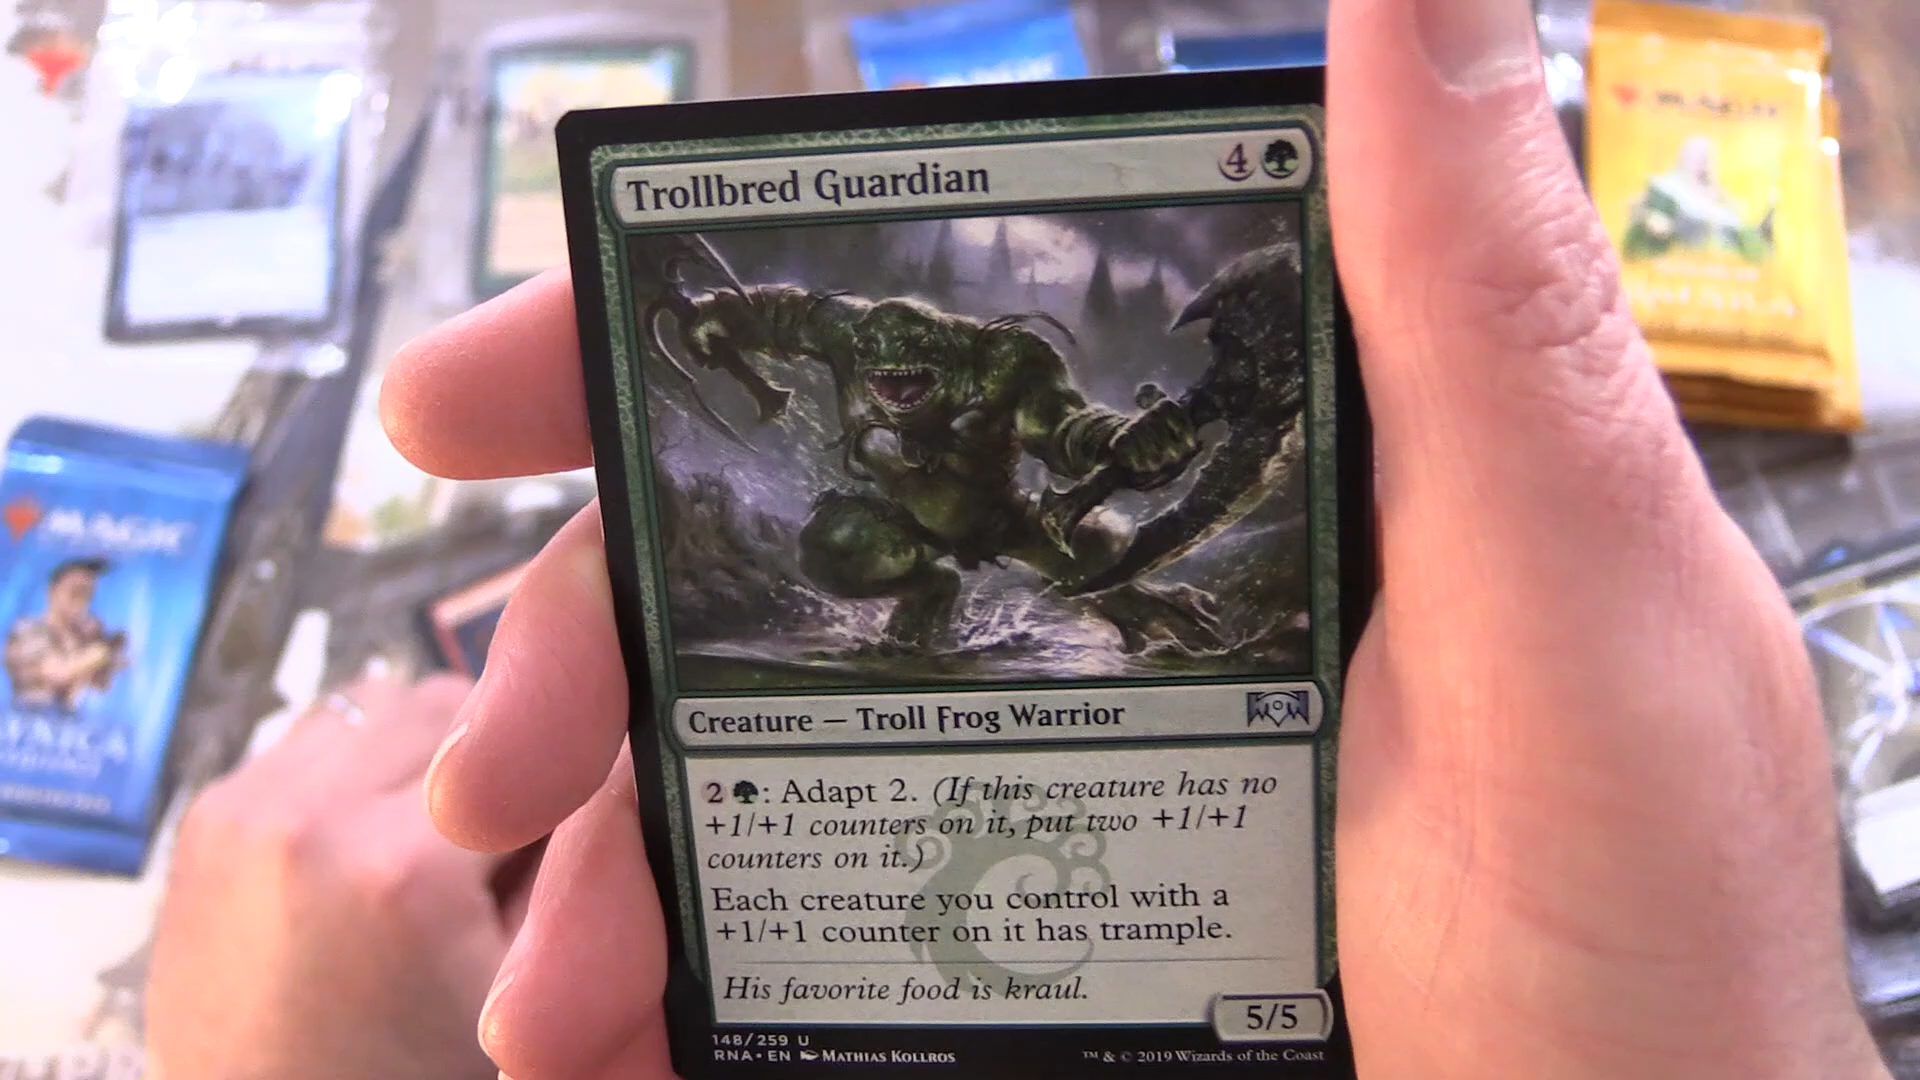 Trollbred Guardian 4
Creature — Troll Frog Warrior
2 : Adapt 2. (If this creature has no
+1/+1 counters on it, put two +1/+1
counters on it.)
Each creature you control with a
+1/+1 counter on it has trample.
His favorite food is kraul.
5/5
148/259 U
RNA • EN Mathias Kollros
™ & © 2019 Wizards of the Coast
MAGIC
MAGIC